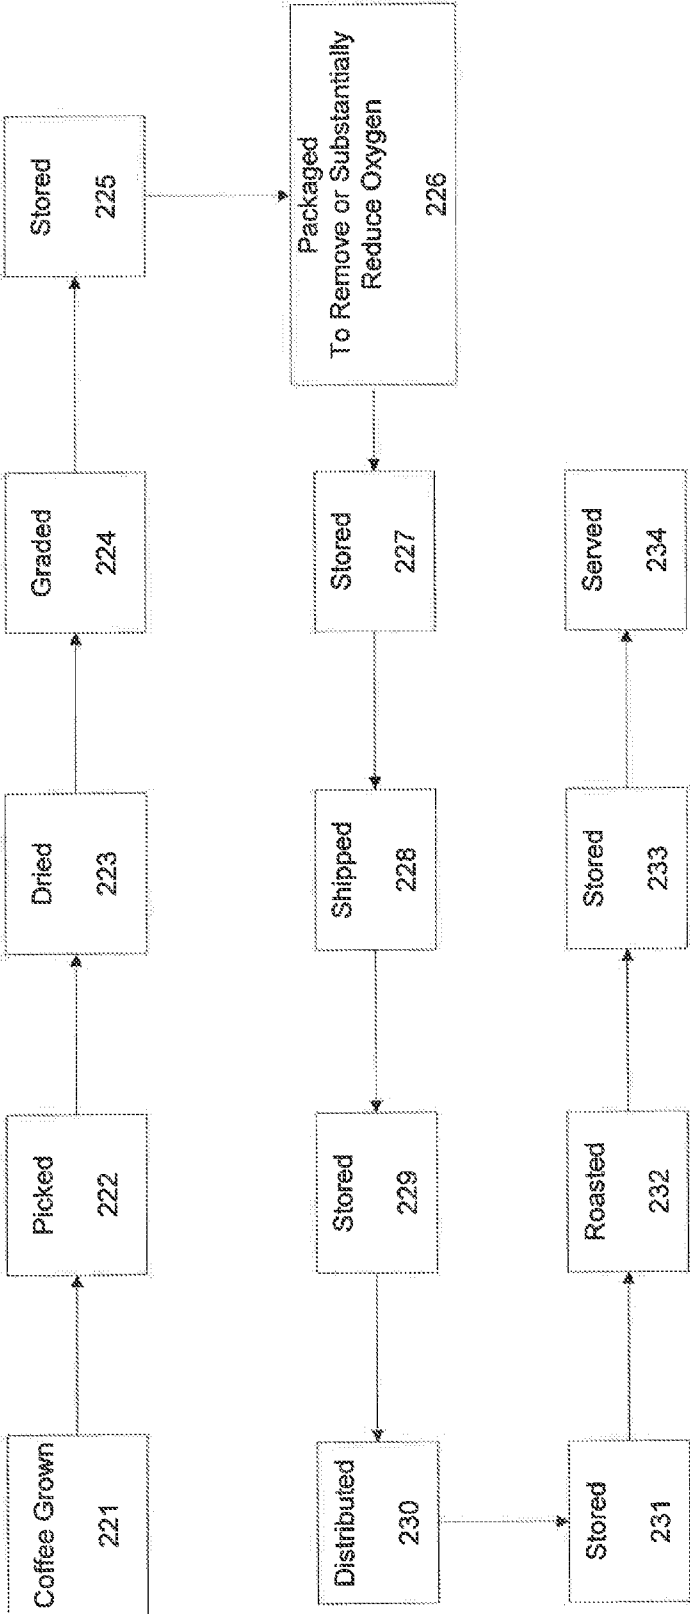 Coffee Grown
221
Picked
222
Dried
223
Graded
224
Stored
225
Packaged
To Remove or Substantially
Reduce Oxygen
226
Stored
227
Shipped
228
Stored
229
Distributed
230
Stored
231
Roasted
232
Stored
233
Served
234